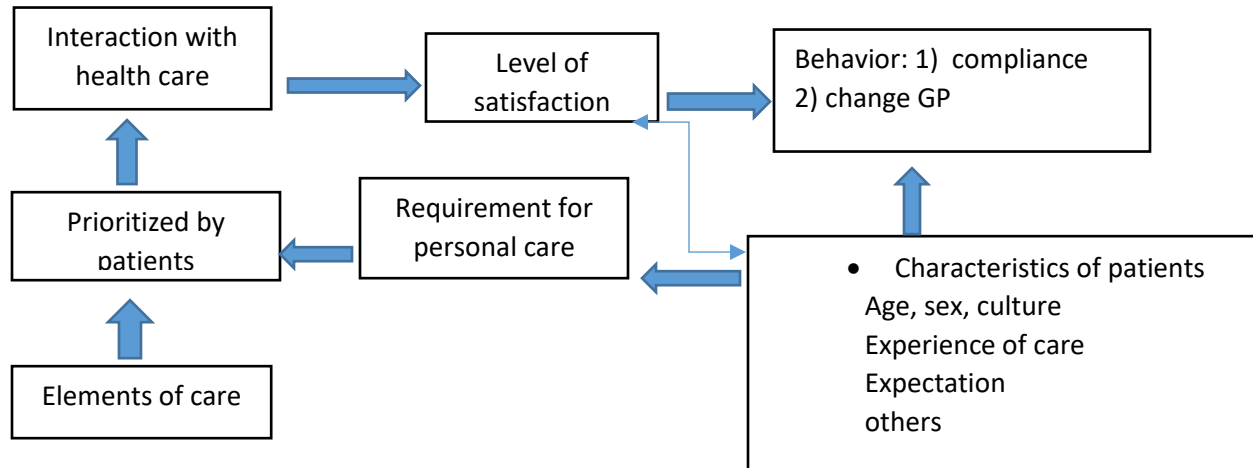 Interaction with
health care
Level of
satisfaction
Behavior: 1)  compliance
2) change GP
Prioritized by
patients
Requirement for
personal care
• Characteristics of patients
Age, sex, culture
Experience of care
Expectation
others
Elements of care